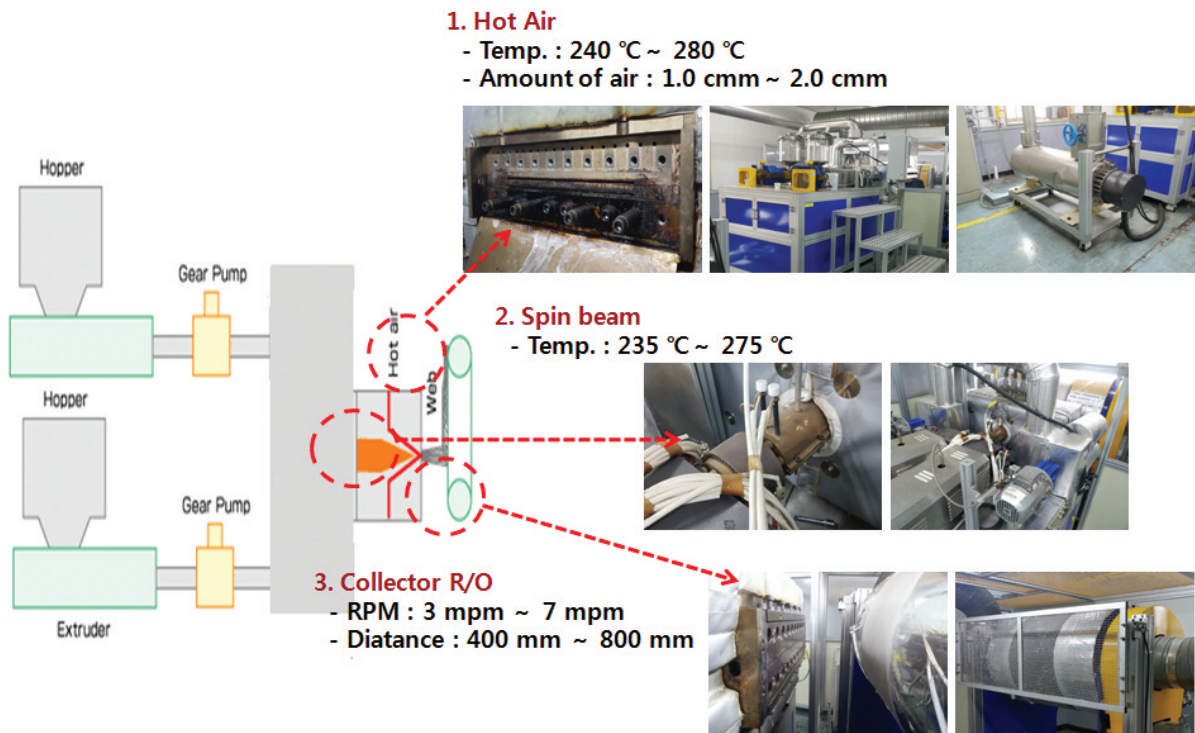 1. Hot Air
- Temp. : 240 ℃ ~ 280 ℃
- Amount of air : 1.0 cmm ~ 2.0 cmm
Hopper
Gear Pump
Hot air
2. Spin beam
- Temp. : 235 ℃ ~ 275 ℃
Web
Hopper
Gear Pump
3. Collector R/O
- RPM : 3 mpm ~ 7 mpm
- Diatance : 400 mm ~ 800 mm
Extruder